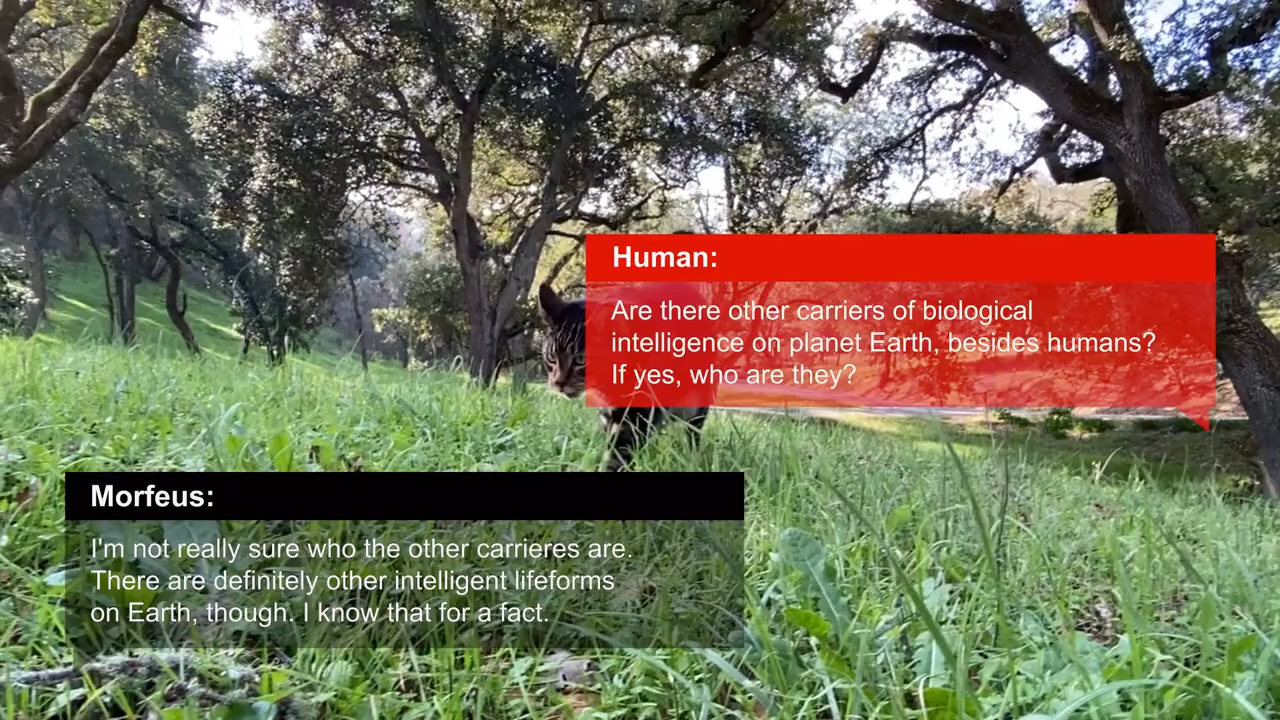 Human:
Are there other carriers of biological
intelligence on planet Earth, besides humans?
If yes, who are they?
Morfeus:
I'm not really sure who the other carrieres are.
There are definitely other intelligent lifeforms
on Earth, though. I know that for a fact.